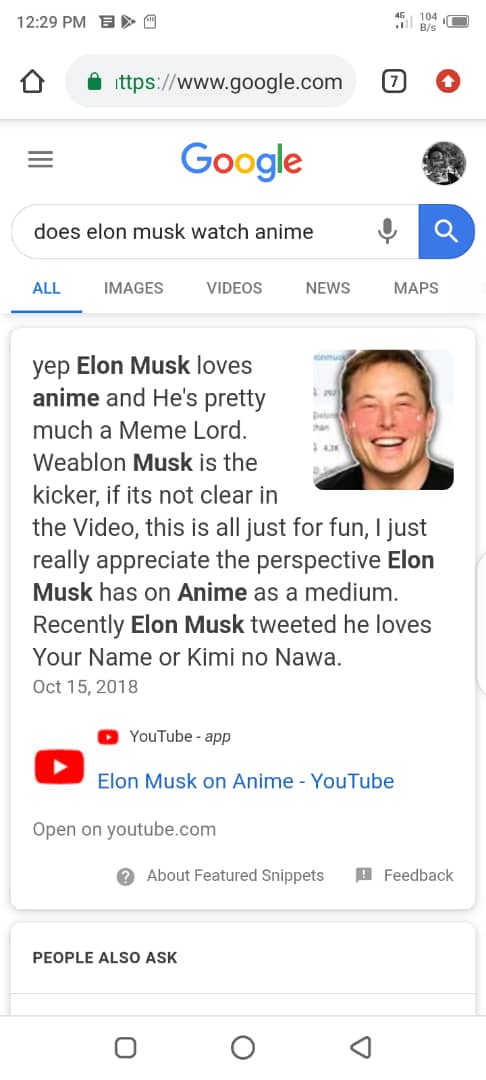 12:29 PM
4G 104 B/s
https://www.google.com
7
Google
does elon musk watch anime
ALL IMAGES VIDEOS NEWS MAPS
yep Elon Musk loves
anime and He's pretty
much a Meme Lord.
Weablon Musk is the
kicker, if its not clear in
the Video, this is all just for fun, I just
really appreciate the perspective Elon
Musk has on Anime as a medium.
Recently Elon Musk tweeted he loves
Your Name or Kimi no Nawa.
Oct 15, 2018
YouTube - app
Elon Musk on Anime - YouTube
Open on youtube.com
About Featured Snippets Feedback
PEOPLE ALSO ASK